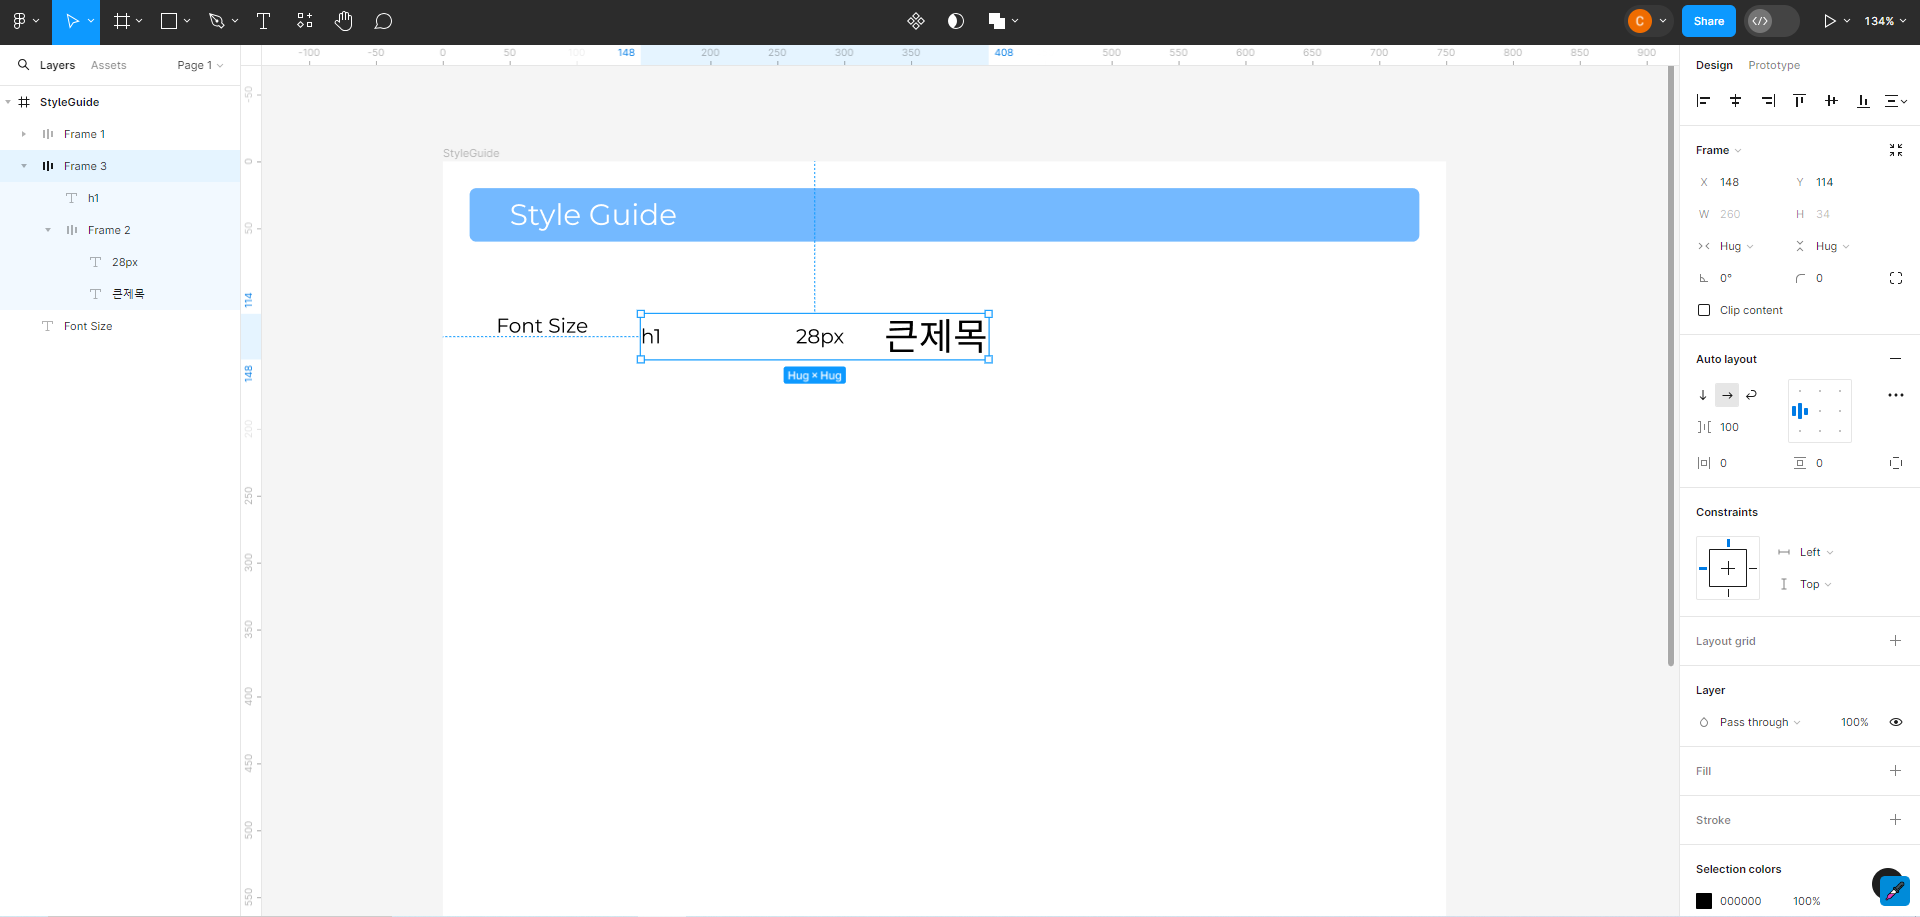 C
Share
134%
Layers
Assets
Page 1
StyleGuide
Frame 1
Frame 3
h1
Frame 2
28px
큰제목
Font Size
-100 -50 0 50 100 148 200 250 300 350 408 500 550 600 650 700 750 800 850 900
-50
0
50
114
148
200
250
300
350
400
450
500
550
StyleGuide
Style Guide
Font Size
h1
28px
큰제목
Hug × Hug
Design
Prototype
Frame
X 148
Y 114
W 260
H 34
Hug
Hug
0°
0
Clip content
Auto layout
100
0
0
Constraints
Left
Top
Layout grid
Layer
Pass through
100%
Fill
Stroke
Selection colors
000000
100%